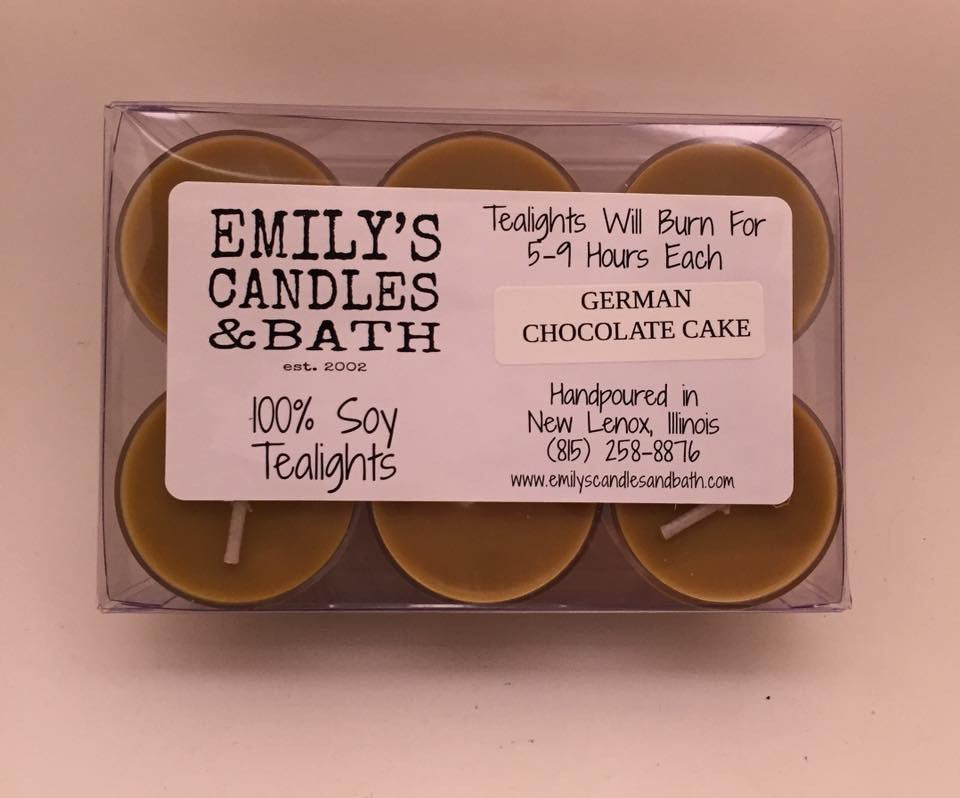 EMILY'S
CANDLES
&BATH
est. 2002
100% Soy
Tealights
Tealights Will Burn For
5-9 Hours Each
GERMAN
CHOCOLATE CAKE
Handpoured in
New Lenox, Illinois
(815) 258-8876
www.emilyscandlesandbath.com